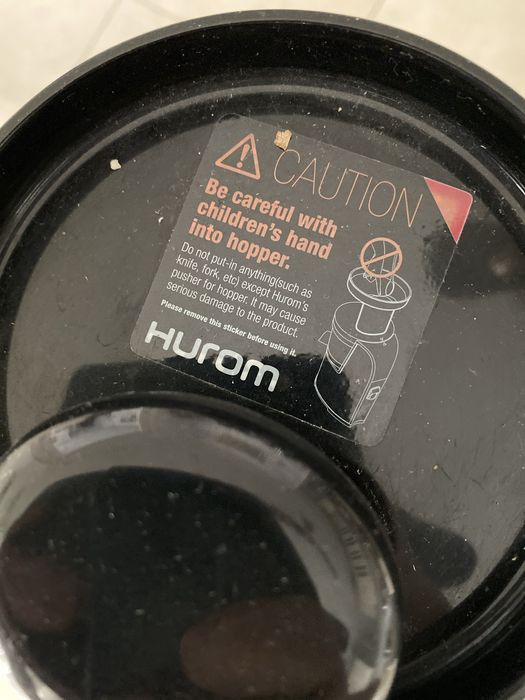 CAUTION
Be careful with
children's hand
into hopper.
Do not put-in anything(such as
knife, fork, etc) except Hurom's
pusher for hopper. It may cause
serious damage to the product.
Please remove this sticker before using it.
Hurom